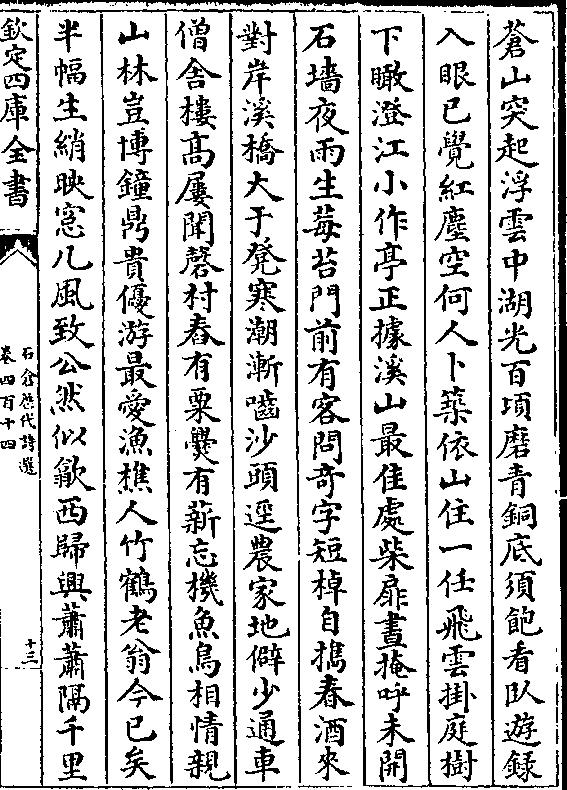 蒼山突起浮雲中湖光百頃磨青銅底須飽看臥遊録
入眼已覺紅塵空何人卜築依山住一任飛雲掛庭樹
下瞰澄江小作亭正據溪山最佳處柴扉晝掩呼未開
石墻夜雨生莓苔門前有客問奇字短棹自攜春酒來
對岸溪橋大于凳寒潮漸嚙沙頭逕農家地僻少通車
僧舍樓髙屢聞磬村舂有粟爨有薪忘機魚鳥相情親
山林豈博鐘鼎貴優游最愛漁樵人竹鶴老翁今已矣
半幅生綃映窓几風致公然似歙西歸興蕭蕭隔千里
欽定四庫全書
石倉歴代詩選
卷四百十四
十三